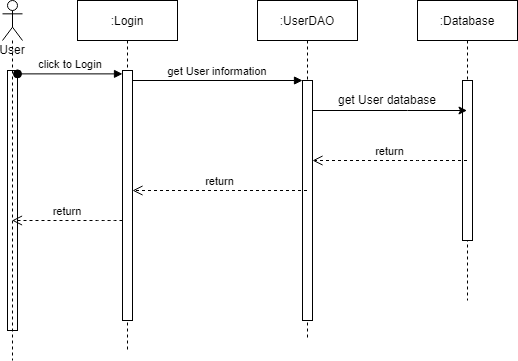 :Login
:UserDAO
:Database
User
click to Login
get User information
get User database
return
return
return